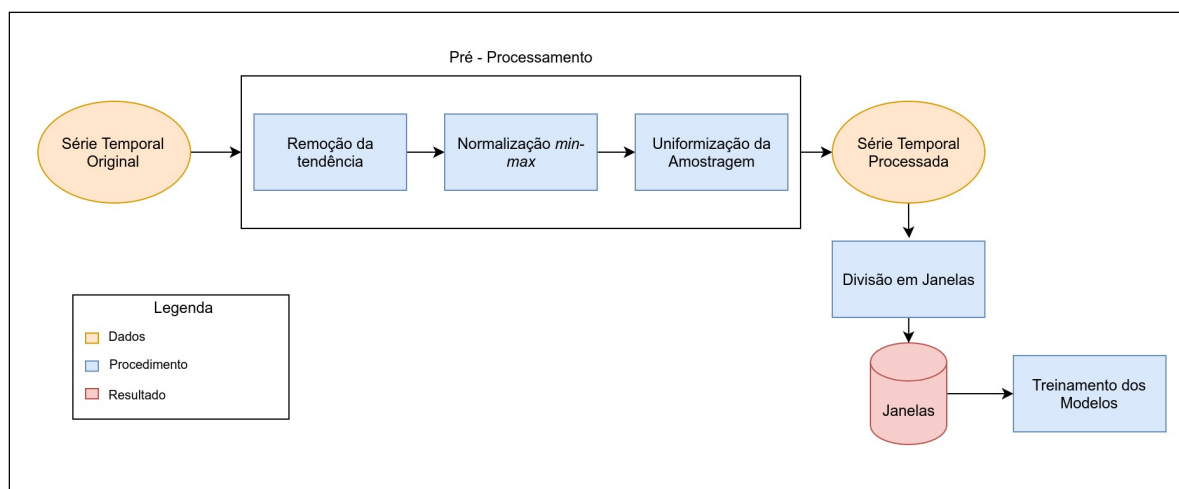 Pré - Processamento
Série Temporal
Original
Remoção da
tendência
Normalização min-
max
Uniformização da
Amostragem
Série Temporal
Processada
Divisão em Janelas
Legenda
Dados
Procedimento
Resultado
Janelas
Treinamento dos
Modelos